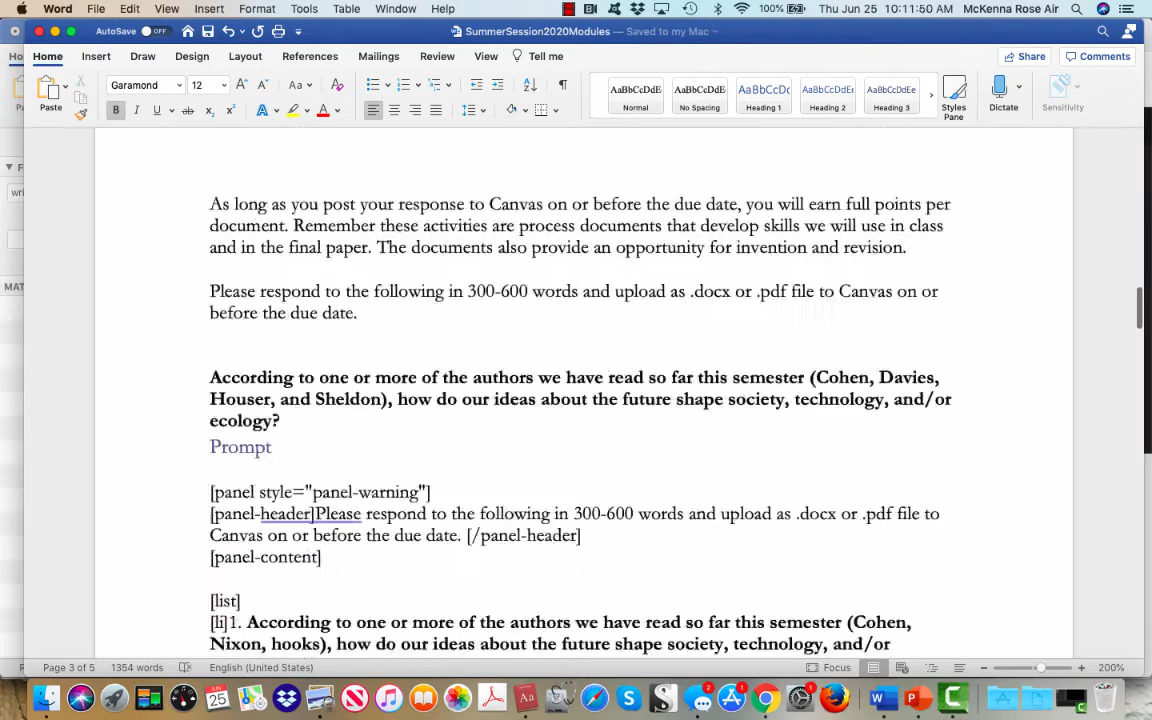 Word File Edit View Insert Format Tools Table Window Help 100% Thu Jun 25 10:11:50 AM McKenna Rose Air
AutoSave OFF SummerSession2020Modules — Saved to my Mac
Home Insert Draw Design Layout References Mailings Review View Tell me Share Comments
Paste Garamond 12 AaBbCcDc AaBbCcDc AaBbCcDc AaBbCcDdEe AaBbCcDdEe
Normal No Spacing Heading 1 Heading 2 Heading 3 Styles Pane Dictate Sensitivity
As long as you post your response to Canvas on or before the due date, you will earn full points per
document. Remember these activities are process documents that develop skills we will use in class
and in the final paper. The documents also provide an opportunity for invention and revision.
Please respond to the following in 300-600 words and upload as .docx or .pdf file to Canvas on or
before the due date.
According to one or more of the authors we have read so far this semester (Cohen, Davies,
Houser, and Sheldon), how do our ideas about the future shape society, technology, and/or
ecology?
Prompt
[panel style="panel-warning"]
[panel-header]Please respond to the following in 300-600 words and upload as .docx or .pdf file to
Canvas on or before the due date. [/panel-header]
[panel-content]
[list]
[li]1. According to one or more of the authors we have read so far this semester (Cohen,
Nixon, hooks), how do our ideas about the future shape society, technology, and/or
Page 3 of 5 1354 words English (United States) Focus 200%